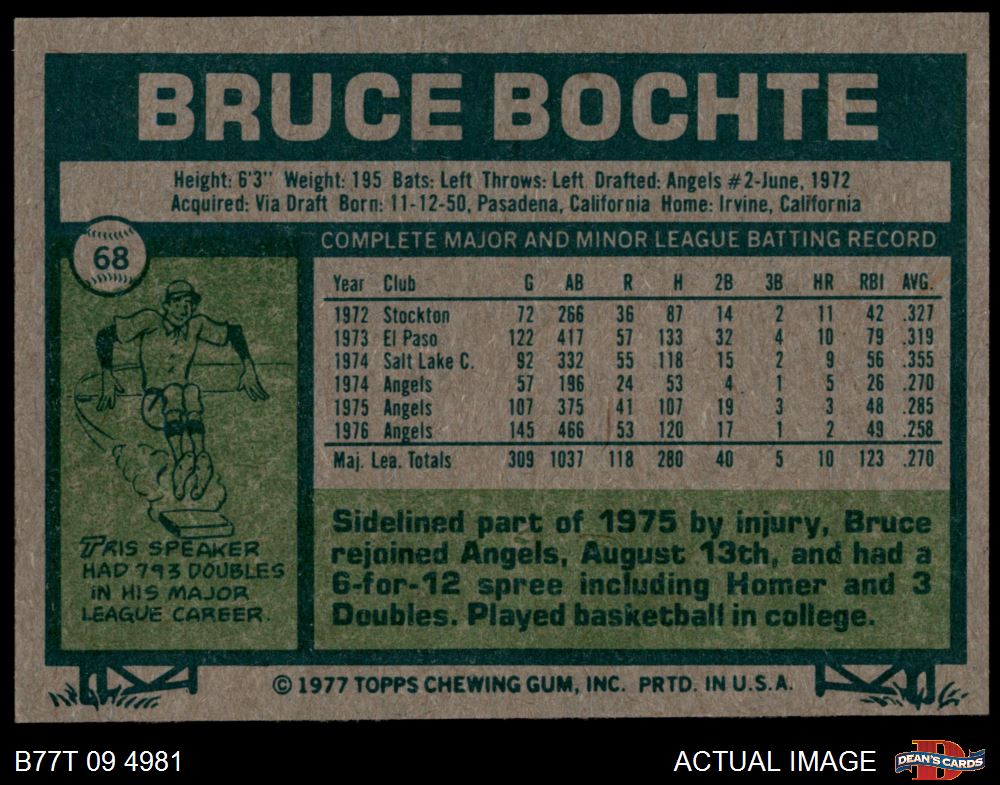 BRUCE BOCHTE
Height: 6'3" Weight: 195 Bats: Left Throws: Left Drafted: Angels #2-June, 1972
Acquired: Via Draft Born: 11-12-50, Pasadena, California Home: Irvine, California
68
COMPLETE MAJOR AND MINOR LEAGUE BATTING RECORD
Year Club G AB R H 2B 3B HR RBI AVG.
1972 Stockton 72 266 36 87 14 2 11 42 .327
1973 El Paso 122 417 57 133 32 4 10 79 .319
1974 Salt Lake C. 92 332 55 118 15 2 9 56 .355
1974 Angels 57 196 24 53 4 1 5 26 .270
1975 Angels 107 375 41 107 19 3 3 48 .285
1976 Angels 145 466 53 120 17 1 2 49 .258
Maj. Lea. Totals 309 1037 118 280 40 5 10 123 .270
TRIS SPEAKER
HAD 793 DOUBLES
IN HIS MAJOR
LEAGUE CAREER.
Sidelined part of 1975 by injury, Bruce
rejoined Angels, August 13th, and had a
6-for-12 spree including Homer and 3
Doubles. Played basketball in college.
© 1977 TOPPS CHEWING GUM, INC. PRTD. IN U.S.A.
B77T 09 4981
ACTUAL IMAGE
DEAN'S CARDS